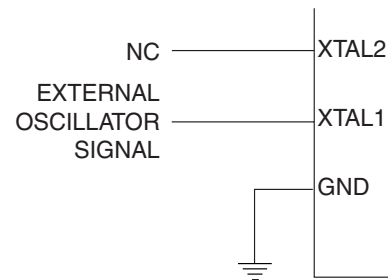 NC
XTAL2
EXTERNAL
OSCILLATOR
SIGNAL
XTAL1
GND